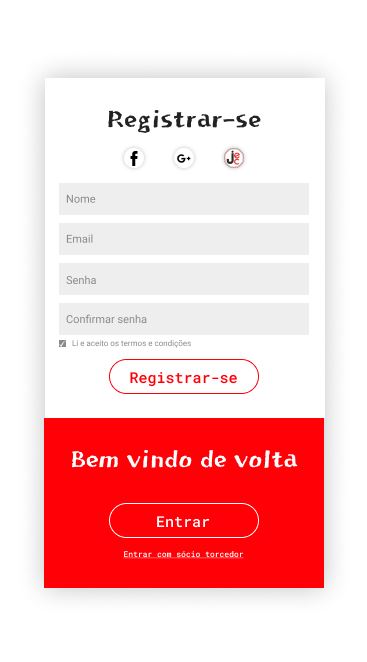 Registrar-se
f
G+
JEC
Nome
Email
Senha
Confirmar senha
Li e aceito os termos e condições
Registrar-se
Bem vindo de volta
Entrar
Entrar com sócio torcedor